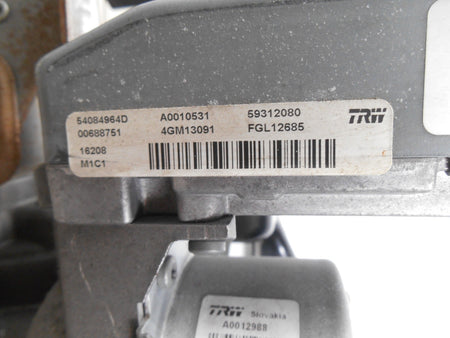 54084964D A0010531 59312080 TRW
00688751 4GM13091 FGL12685
16208
M1C1
TRW Slovakia
A0012988